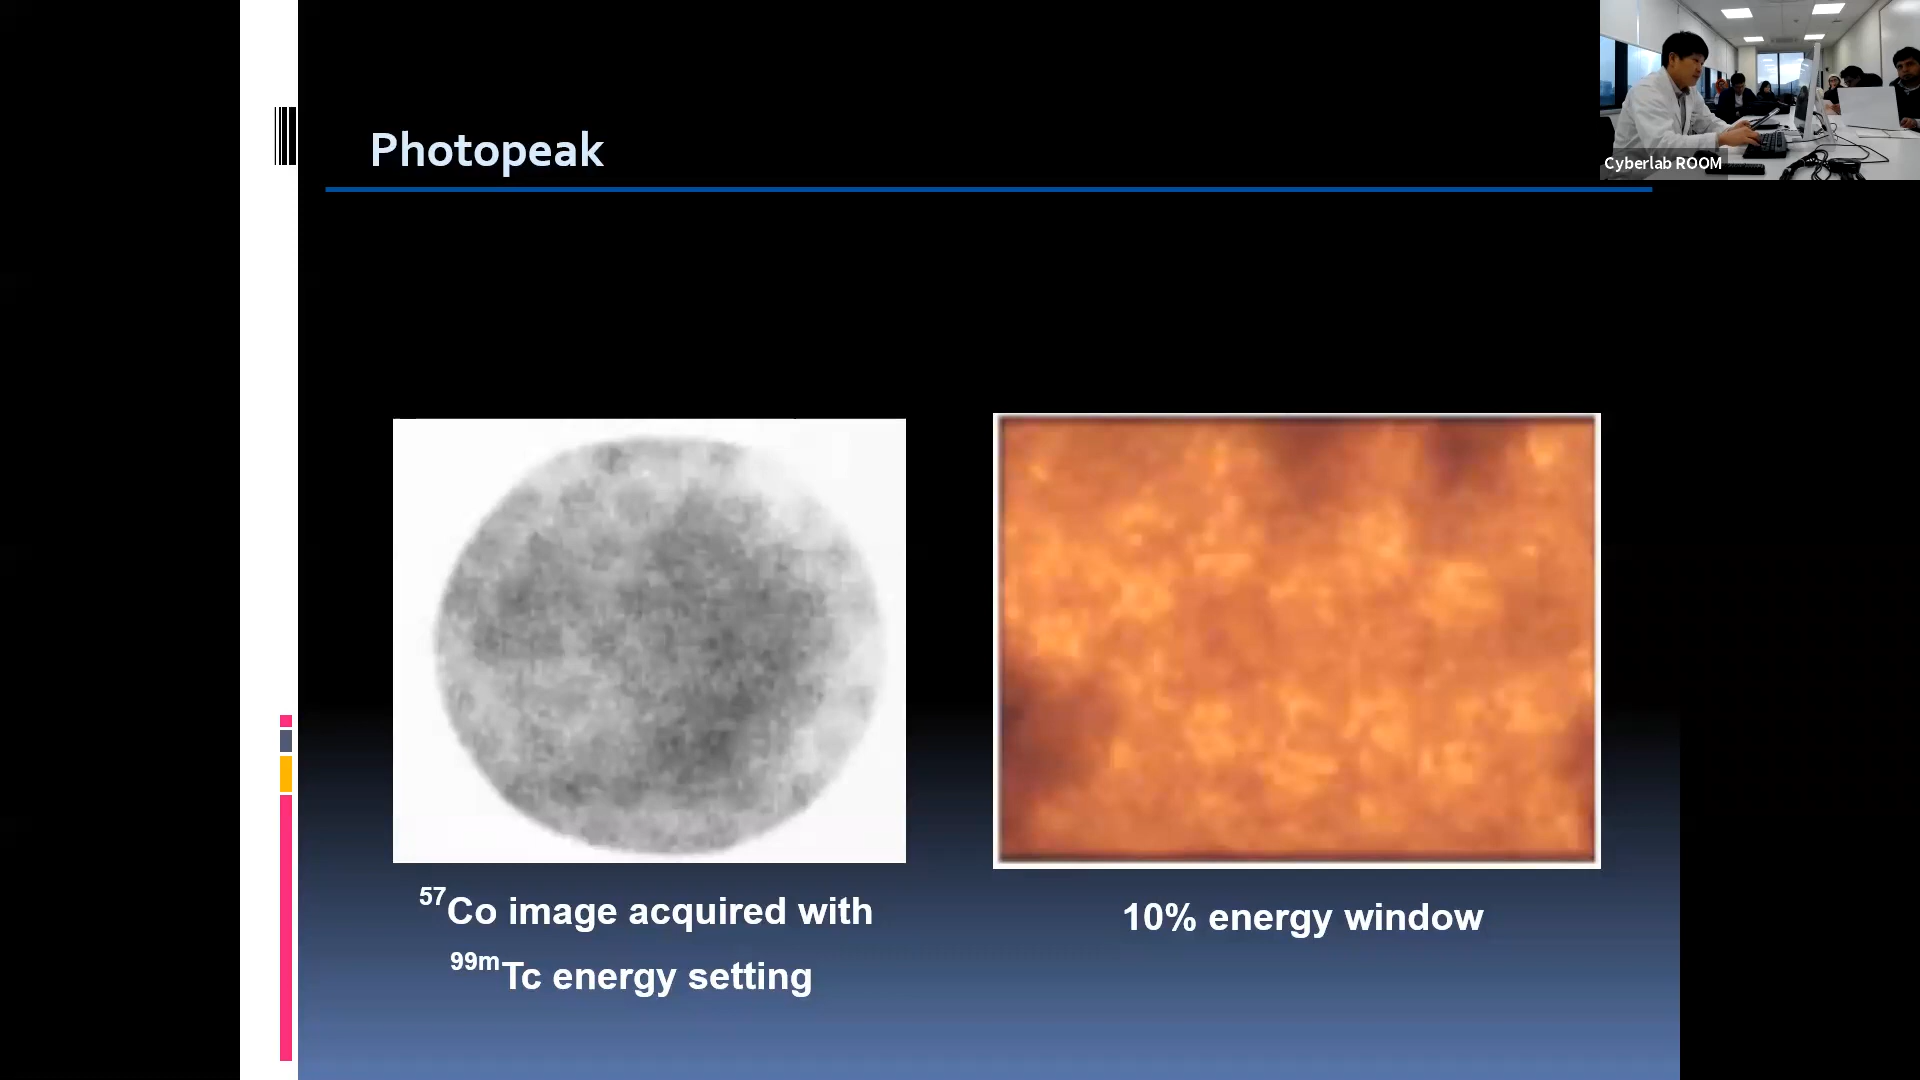 Photopeak
Cyberlab ROOM
57Co image acquired with
99mTc energy setting
10% energy window